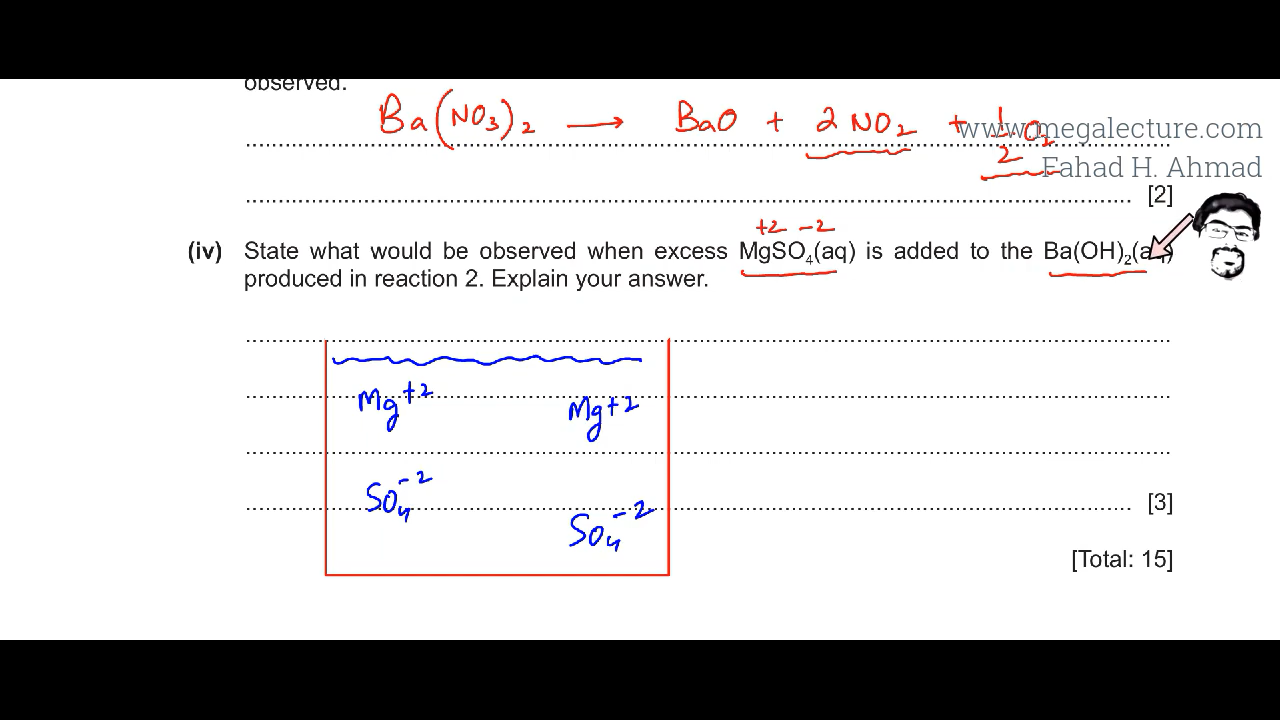 observed.
Ba(NO₃)₂ → BaO + 2 NO₂ + 1/2 O₂
www.megalecture.com
Fahad H. Ahmad
[2]
+2 -2
(iv) State what would be observed when excess MgSO₄(aq) is added to the Ba(OH)₂(aq)
produced in reaction 2. Explain your answer.
Mg⁺² Mg⁺²
SO₄⁻² SO₄⁻²
[3]
[Total: 15]